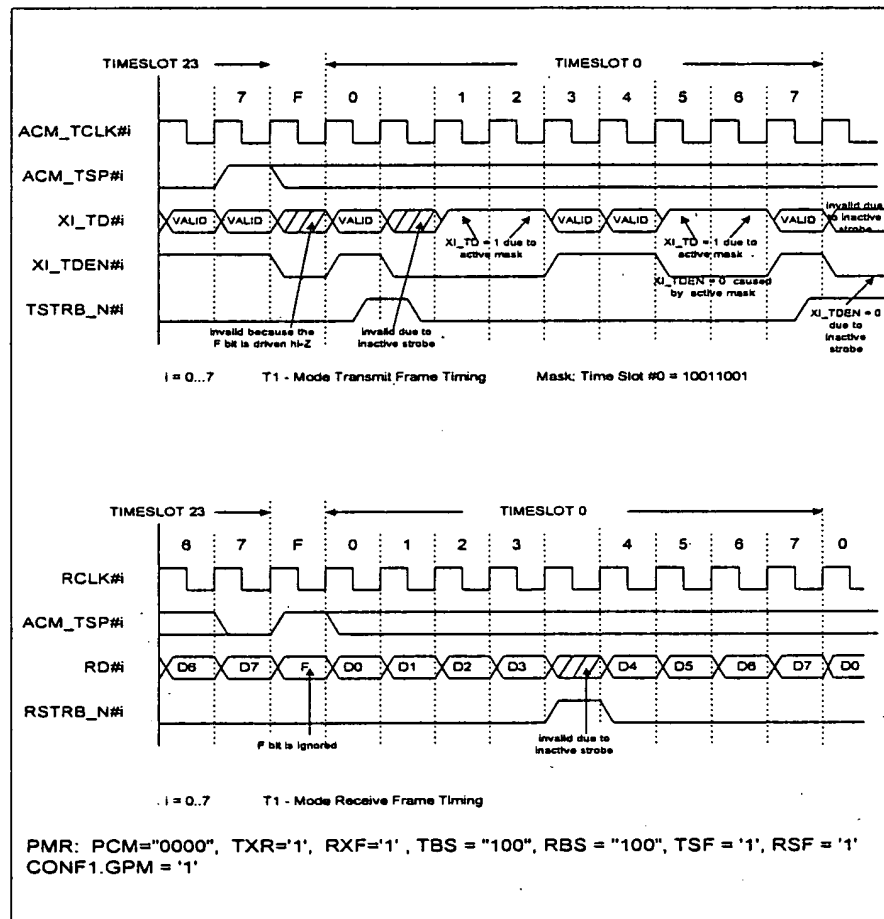 TIMESLOT 23 TIMESLOT 0
7 F 0 1 2 3 4 5 6 7
ACM_TCLK#i
ACM_TSP#i
XI_TD#i VALID VALID VALID VALID VALID VALID
invalid due to inactive strobe
XI_TD = 1 due to active mask
XI_TD = 1 due to active mask
XI_TDEN#i
XI_TDEN = 0 caused by active mask
TSTRB_N#i
invalid because the F bit is driven hi-Z
invalid due to inactive strobe
XI_TDEN = 0 due to inactive strobe
i = 0...7 T1 - Mode Transmit Frame Timing Mask; Time Slot #0 = 10011001
TIMESLOT 23 TIMESLOT 0
6 7 F 0 1 2 3 4 5 6 7 0
RCLK#i
ACM_TSP#i
RD#i D6 D7 F D0 D1 D2 D3 D4 D5 D6 D7 D0
RSTRB_N#i
F bit is ignored
invalid due to inactive strobe
i = 0..7 T1 - Mode Receive Frame Timing
PMR: PCM="0000", TXR='1', RXF='1' , TBS = "100", RBS = "100", TSF = '1', RSF = '1'
CONF1.GPM = '1'